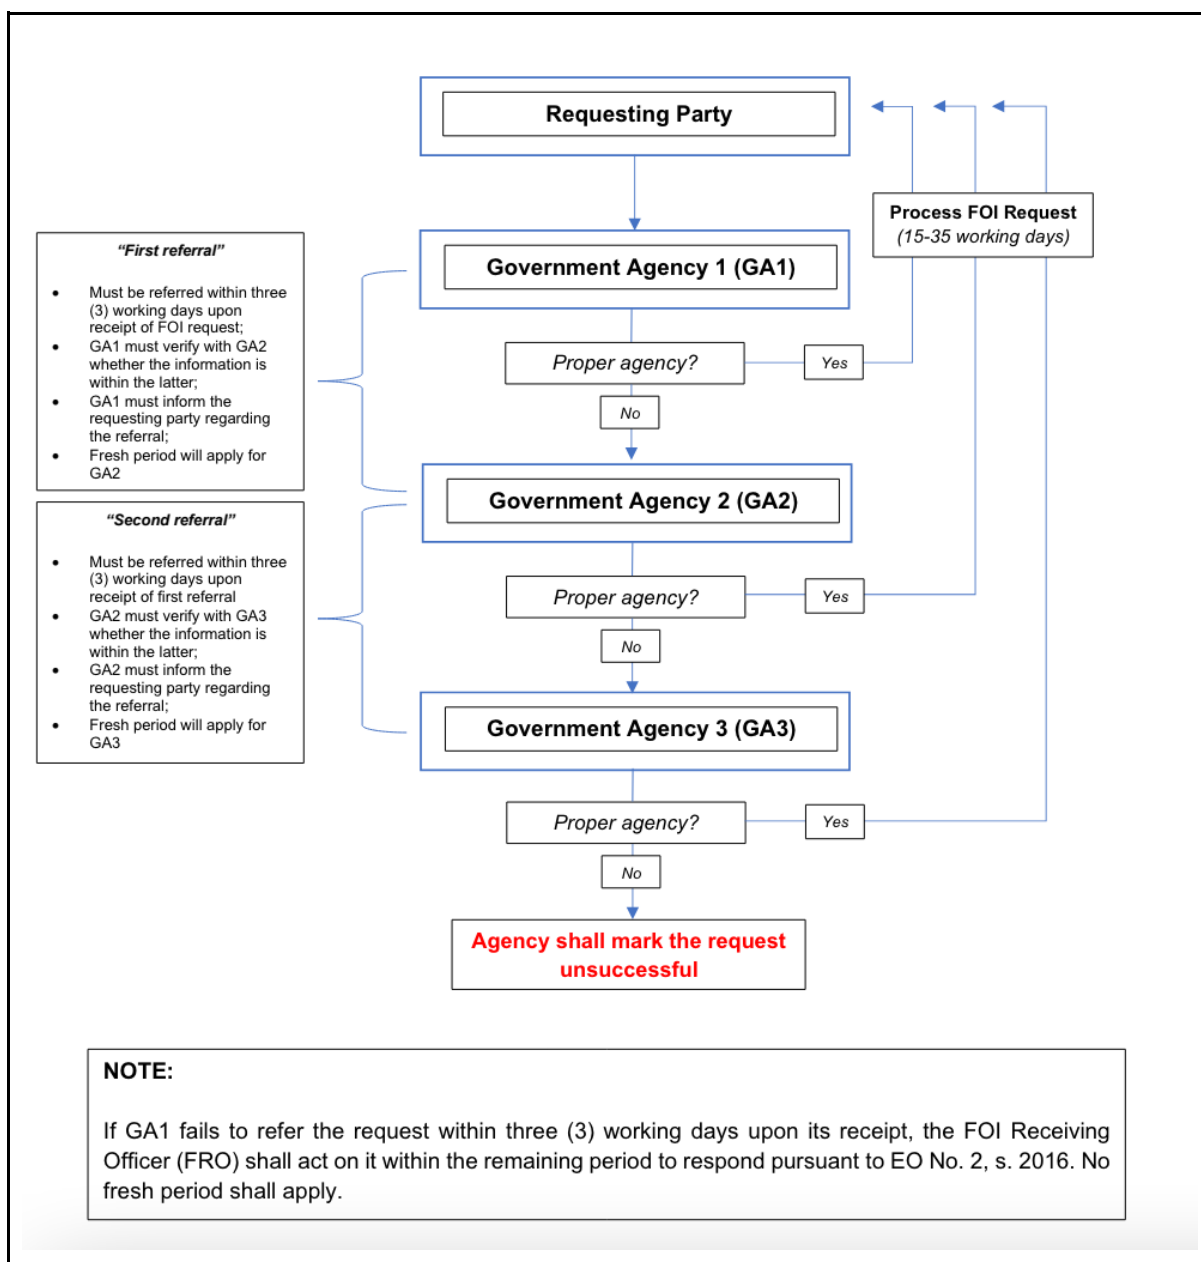 Requesting Party
Process FOI Request
(15-35 working days)
“First referral”
• Must be referred within three
(3) working days upon
receipt of FOI request;
• GA1 must verify with GA2
whether the information is
within the latter;
• GA1 must inform the
requesting party regarding
the referral;
• Fresh period will apply for
GA2
Government Agency 1 (GA1)
Proper agency?
Yes
No
Government Agency 2 (GA2)
“Second referral”
• Must be referred within three
(3) working days upon
receipt of first referral
• GA2 must verify with GA3
whether the information is
within the latter;
• GA2 must inform the
requesting party regarding
the referral;
• Fresh period will apply for
GA3
Proper agency?
Yes
No
Government Agency 3 (GA3)
Proper agency?
Yes
No
Agency shall mark the request
unsuccessful
NOTE:
If GA1 fails to refer the request within three (3) working days upon its receipt, the FOI Receiving
Officer (FRO) shall act on it within the remaining period to respond pursuant to EO No. 2, s. 2016. No
fresh period shall apply.